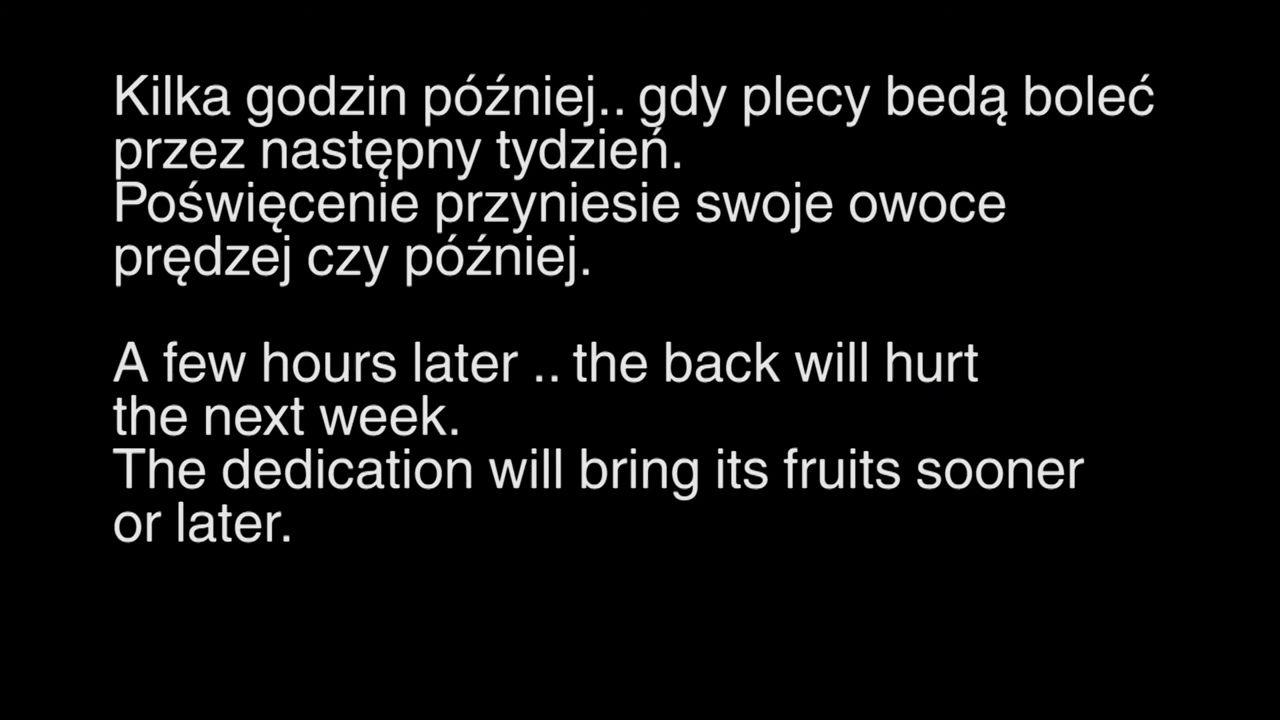 Kilka godzin później.. gdy plecy bedą boleć
przez następny tydzień.
Poświęcenie przyniesie swoje owoce
prędzej czy później.
A few hours later .. the back will hurt
the next week.
The dedication will bring its fruits sooner
or later.